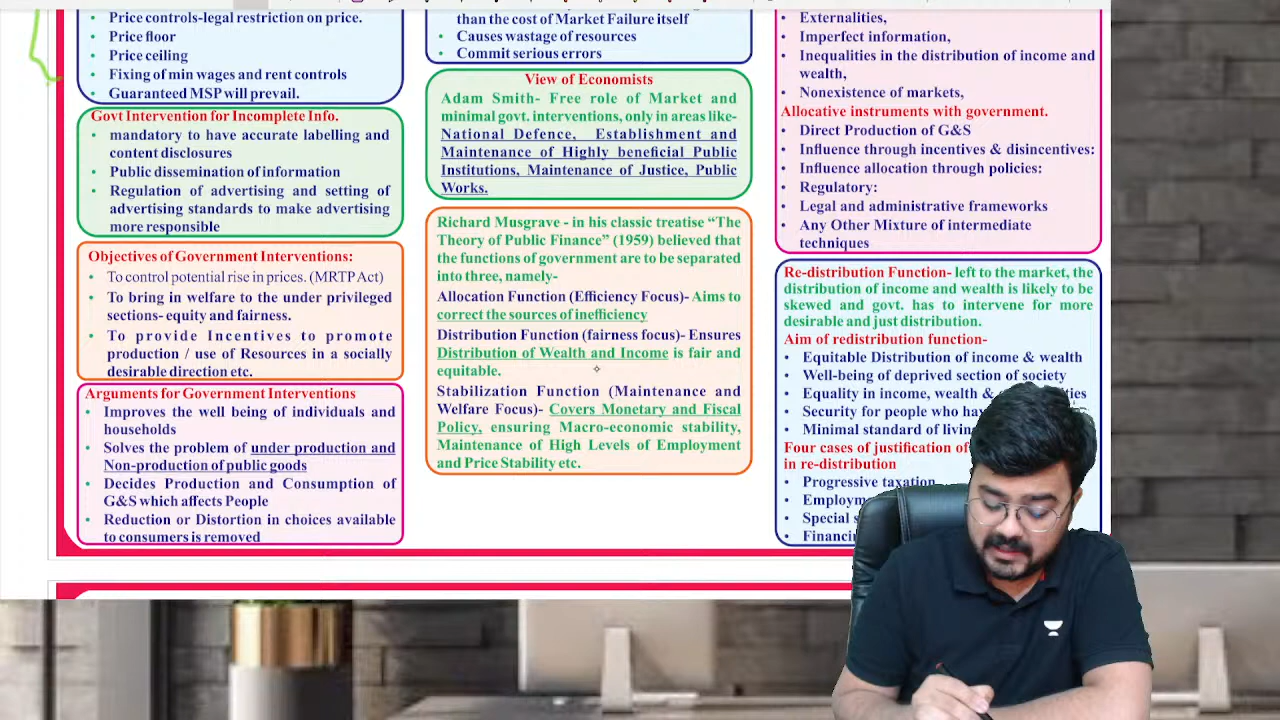 Price controls-legal restriction on price.
Price floor
Price ceiling
Fixing of min wages and rent controls
Guaranteed MSP will prevail.
Govt Intervention for Incomplete Info.
mandatory to have accurate labelling and
content disclosures
Public dissemination of information
Regulation of advertising and setting of
advertising standards to make advertising
more responsible
Objectives of Government Interventions:
To control potential rise in prices. (MRTP Act)
To bring in welfare to the under privileged
sections- equity and fairness.
To provide Incentives to promote
production / use of Resources in a socially
desirable direction etc.
Arguments for Government Interventions
Improves the well being of individuals and
households
Solves the problem of under production and
Non-production of public goods
Decides Production and Consumption of
G&S which affects People
Reduction or Distortion in choices available
to consumers is removed
than the cost of Market Failure itself
Causes wastage of resources
Commit serious errors
View of Economists
Adam Smith- Free role of Market and
minimal govt. interventions, only in areas like-
National Defence, Establishment and
Maintenance of Highly beneficial Public
Institutions, Maintenance of Justice, Public
Works.
Richard Musgrave - in his classic treatise “The
Theory of Public Finance” (1959) believed that
the functions of government are to be separated
into three, namely-
Allocation Function (Efficiency Focus)- Aims to
correct the sources of inefficiency
Distribution Function (fairness focus)- Ensures
Distribution of Wealth and Income is fair and
equitable.
Stabilization Function (Maintenance and
Welfare Focus)- Covers Monetary and Fiscal
Policy, ensuring Macro-economic stability,
Maintenance of High Levels of Employment
and Price Stability etc.
Externalities,
Imperfect information,
Inequalities in the distribution of income and
wealth,
Nonexistence of markets,
Allocative instruments with government.
Direct Production of G&S
Influence through incentives & disincentives:
Influence allocation through policies:
Regulatory:
Legal and administrative frameworks
Any Other Mixture of intermediate
techniques
Re-distribution Function- left to the market, the
distribution of income and wealth is likely to be
skewed and govt. has to intervene for more
desirable and just distribution.
Aim of redistribution function-
Equitable Distribution of income & wealth
Well-being of deprived section of society
Equality in income, wealth &
Security for people who
Minimal standard of
Four cases of justification of
in re-distribution
Progressive taxation
Special